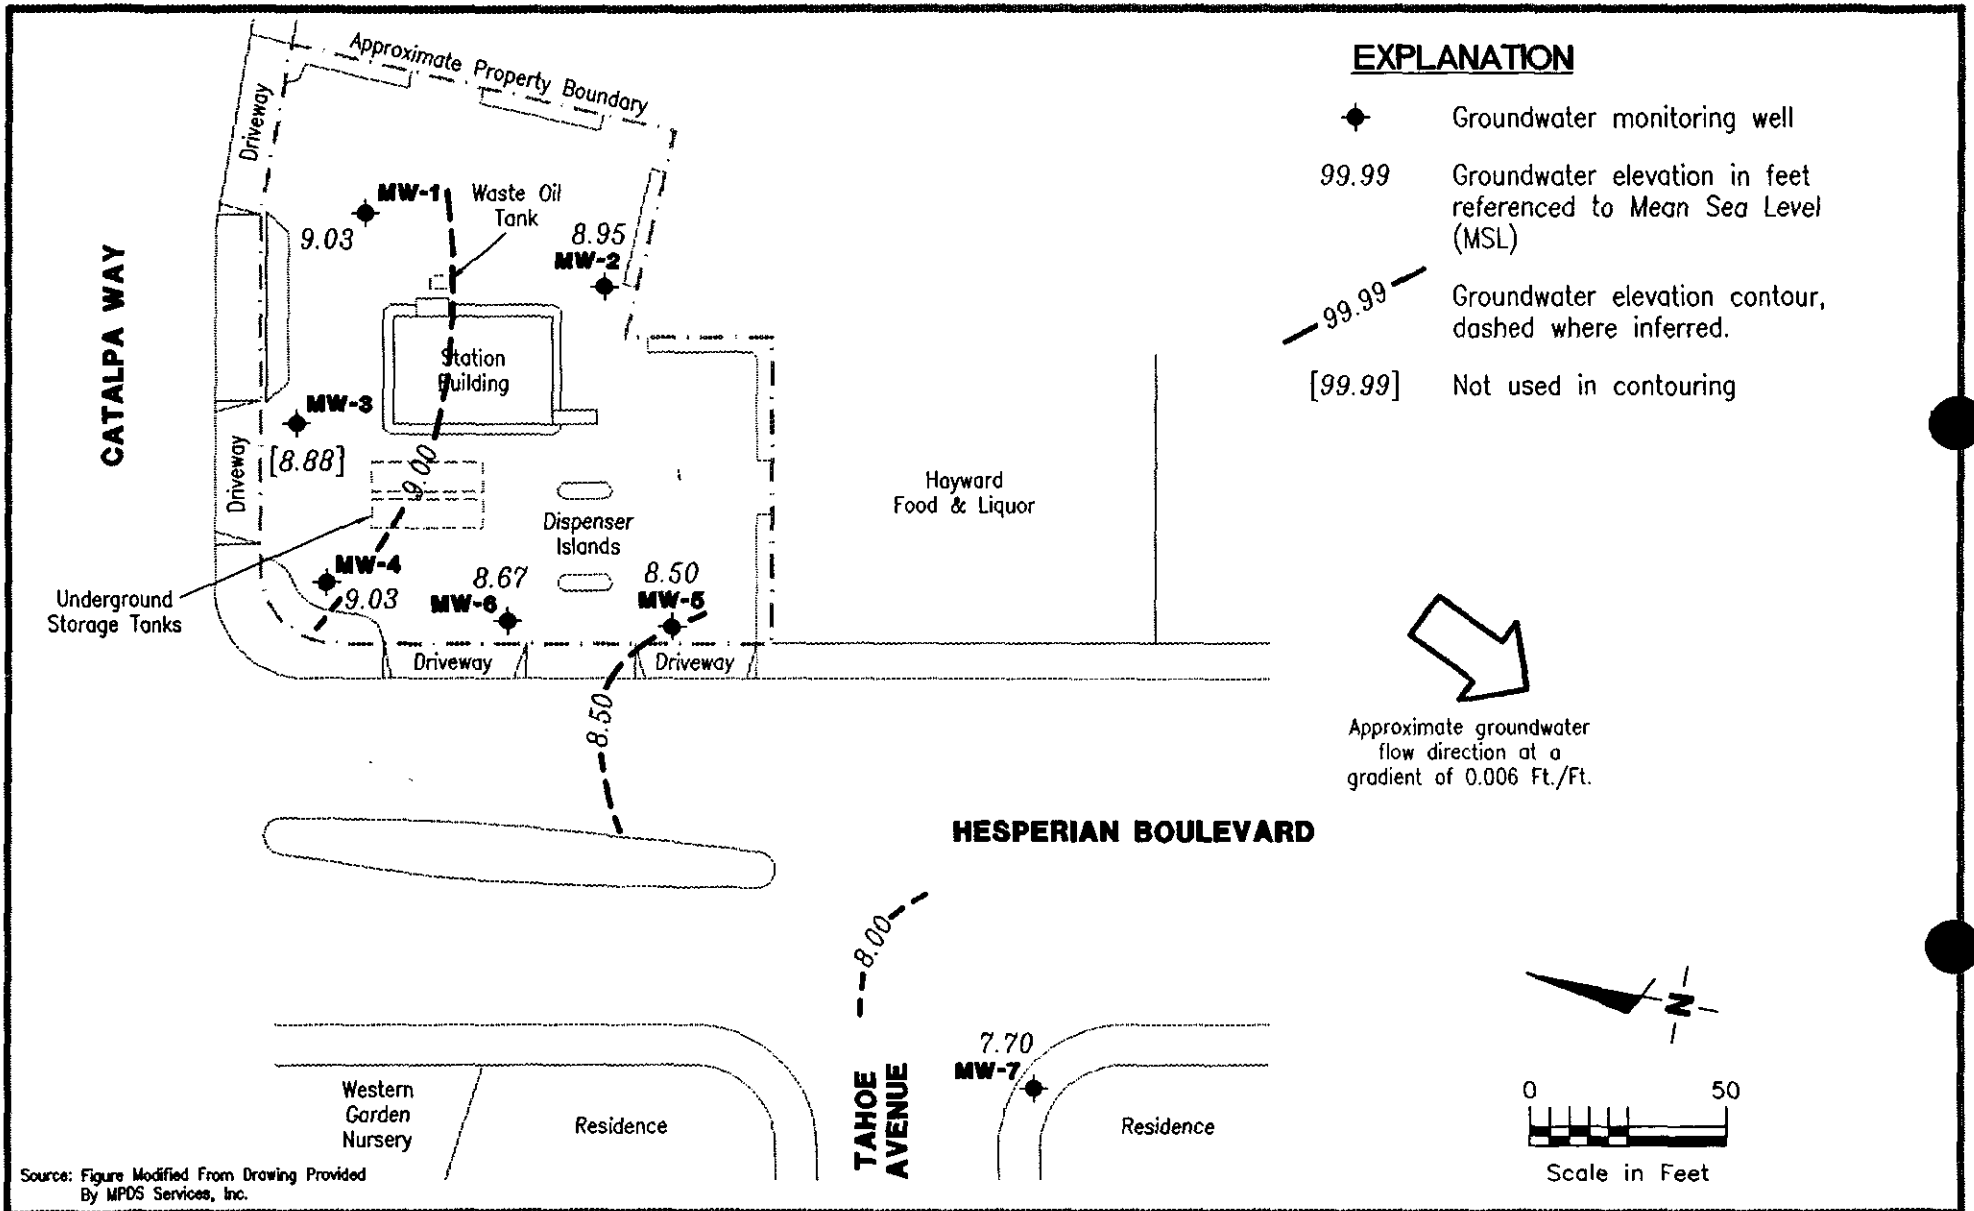 Approximate Property Boundary
Driveway
MW-1
9.03
Waste Oil
Tank
8.95
MW-2
CATALPA WAY
Station
Building
MW-3
[8.88]
Driveway
9.00
Dispenser
Islands
Hayward
Food & Liquor
Underground
Storage Tanks
MW-4
9.03
8.67
MW-6
8.50
MW-5
Driveway
Driveway
8.50
HESPERIAN BOULEVARD
8.00
7.70
MW-7
TAHOE
AVENUE
Western
Garden
Nursery
Residence
Residence
Source: Figure Modified From Drawing Provided
By MPDS Services, Inc.
EXPLANATION
Groundwater monitoring well
99.99
Groundwater elevation in feet
referenced to Mean Sea Level
(MSL)
99.99
Groundwater elevation contour,
dashed where inferred.
[99.99]
Not used in contouring
Approximate groundwater
flow direction at a
gradient of 0.006 Ft./Ft.
N
0 50
Scale in Feet